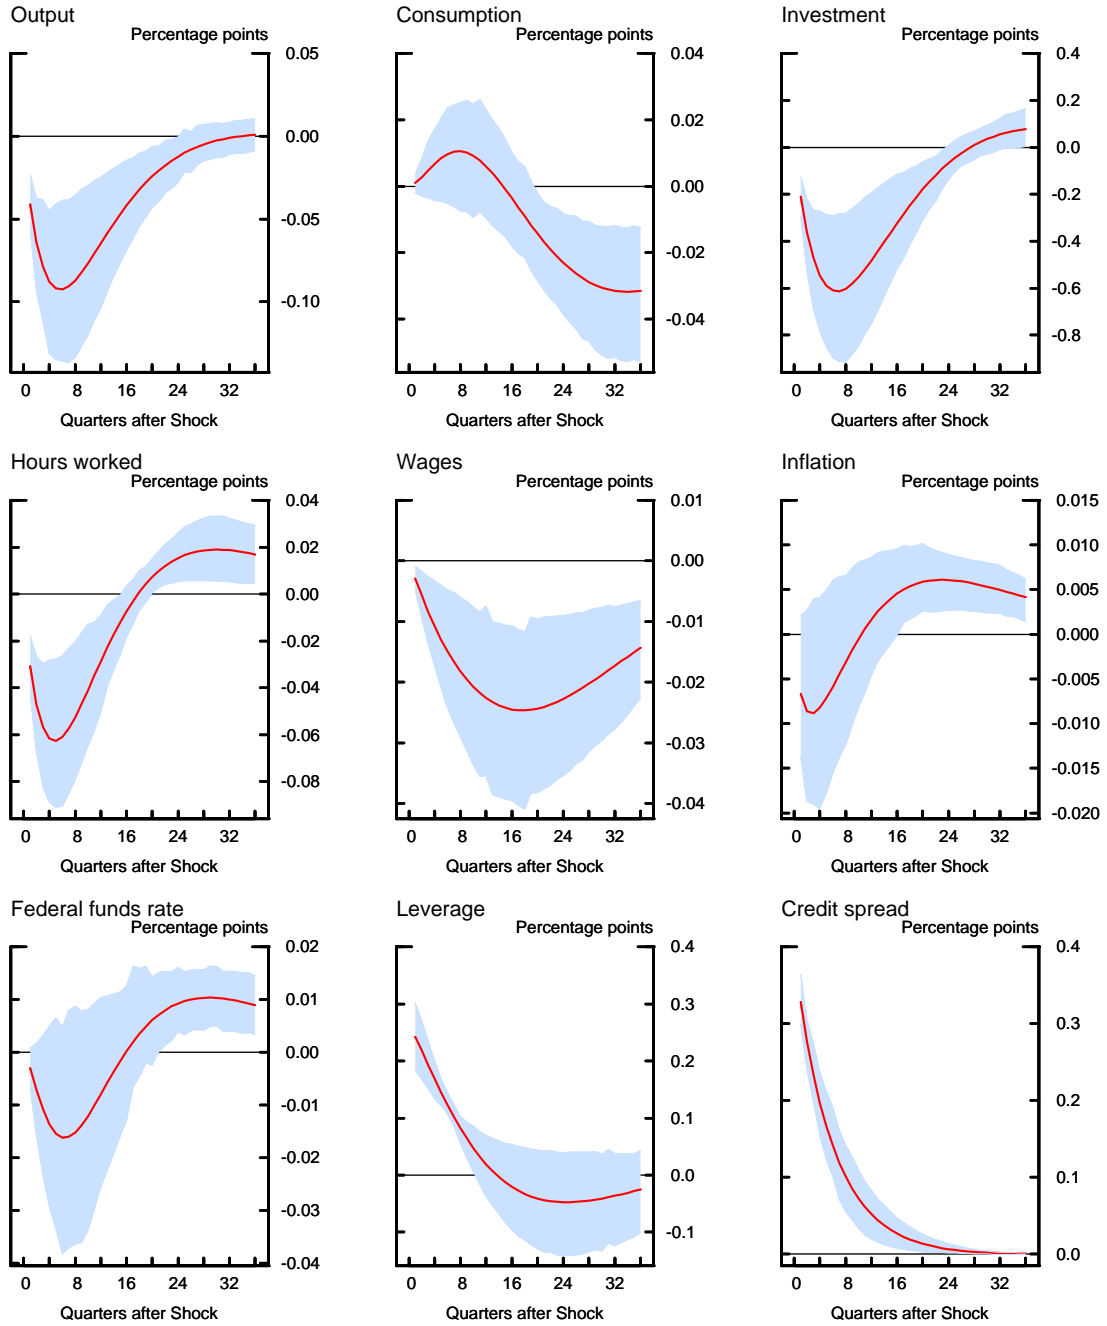 Output
Percentage points
0.05
0.00
-0.05
-0.10
0 8 16 24 32
Quarters after Shock
Consumption
Percentage points
0.04
0.02
0.00
-0.02
-0.04
0 8 16 24 32
Quarters after Shock
Investment
Percentage points
0.4
0.2
0.0
-0.2
-0.4
-0.6
-0.8
0 8 16 24 32
Quarters after Shock
Hours worked
Percentage points
0.04
0.02
0.00
-0.02
-0.04
-0.06
-0.08
0 8 16 24 32
Quarters after Shock
Wages
Percentage points
0.01
0.00
-0.01
-0.02
-0.03
-0.04
0 8 16 24 32
Quarters after Shock
Inflation
Percentage points
0.015
0.010
0.005
0.000
-0.005
-0.010
-0.015
-0.020
0 8 16 24 32
Quarters after Shock
Federal funds rate
Percentage points
0.02
0.01
0.00
-0.01
-0.02
-0.03
-0.04
0 8 16 24 32
Quarters after Shock
Leverage
Percentage points
0.4
0.3
0.2
0.1
0.0
-0.1
0 8 16 24 32
Quarters after Shock
Credit spread
Percentage points
0.4
0.3
0.2
0.1
0.0
0 8 16 24 32
Quarters after Shock